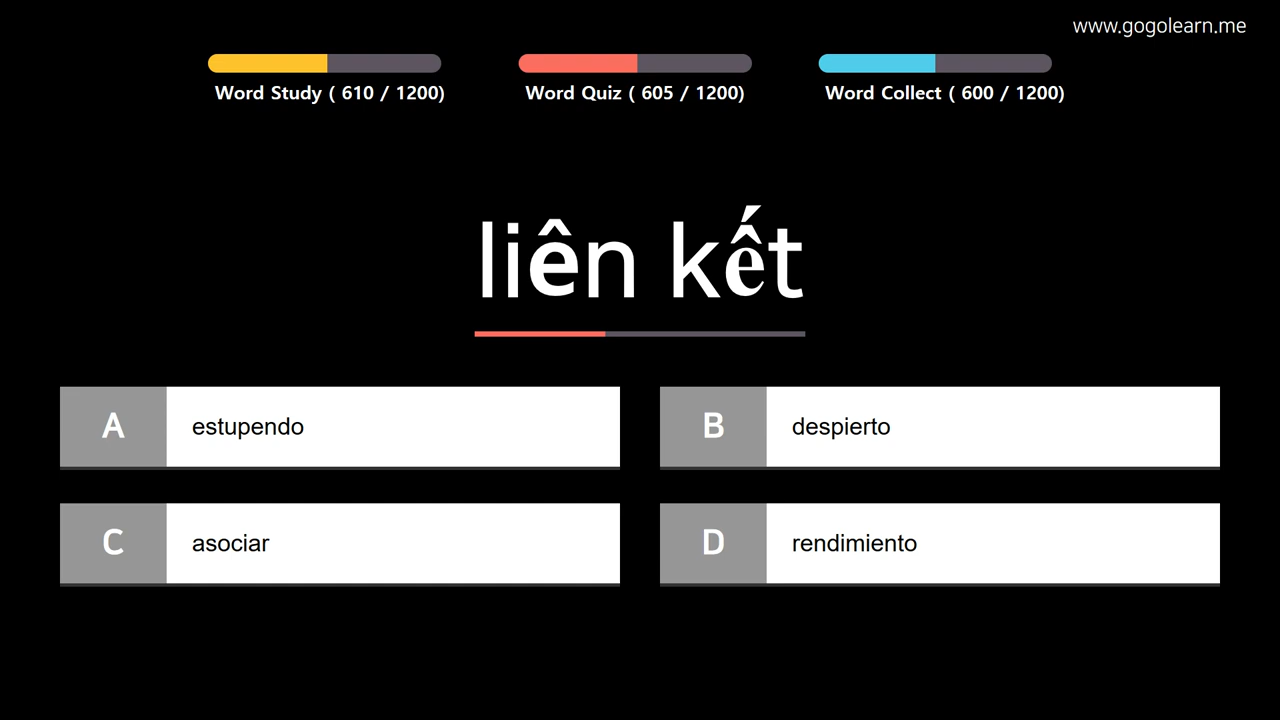 www.gogolearn.me
Word Study ( 610 / 1200)
Word Quiz ( 605 / 1200)
Word Collect ( 600 / 1200)
liên kết
A estupendo
B despierto
C asociar
D rendimiento